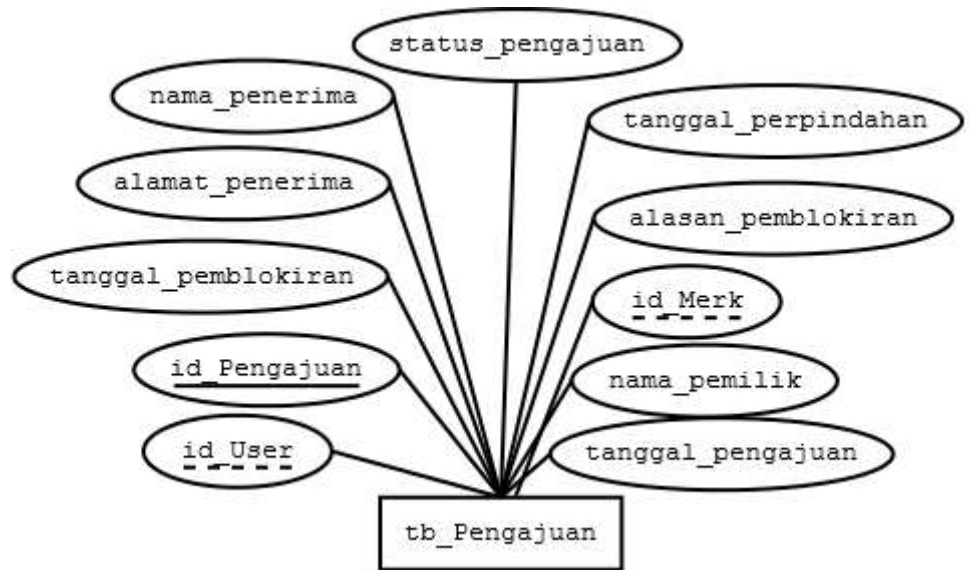 status_pengajuan
nama_penerima
tanggal_perpindahan
alamat_penerima
alasan_pemblokiran
tanggal_pemblokiran
id_Merk
id_Pengajuan
nama_pemilik
id_User
tanggal_pengajuan
tb_Pengajuan